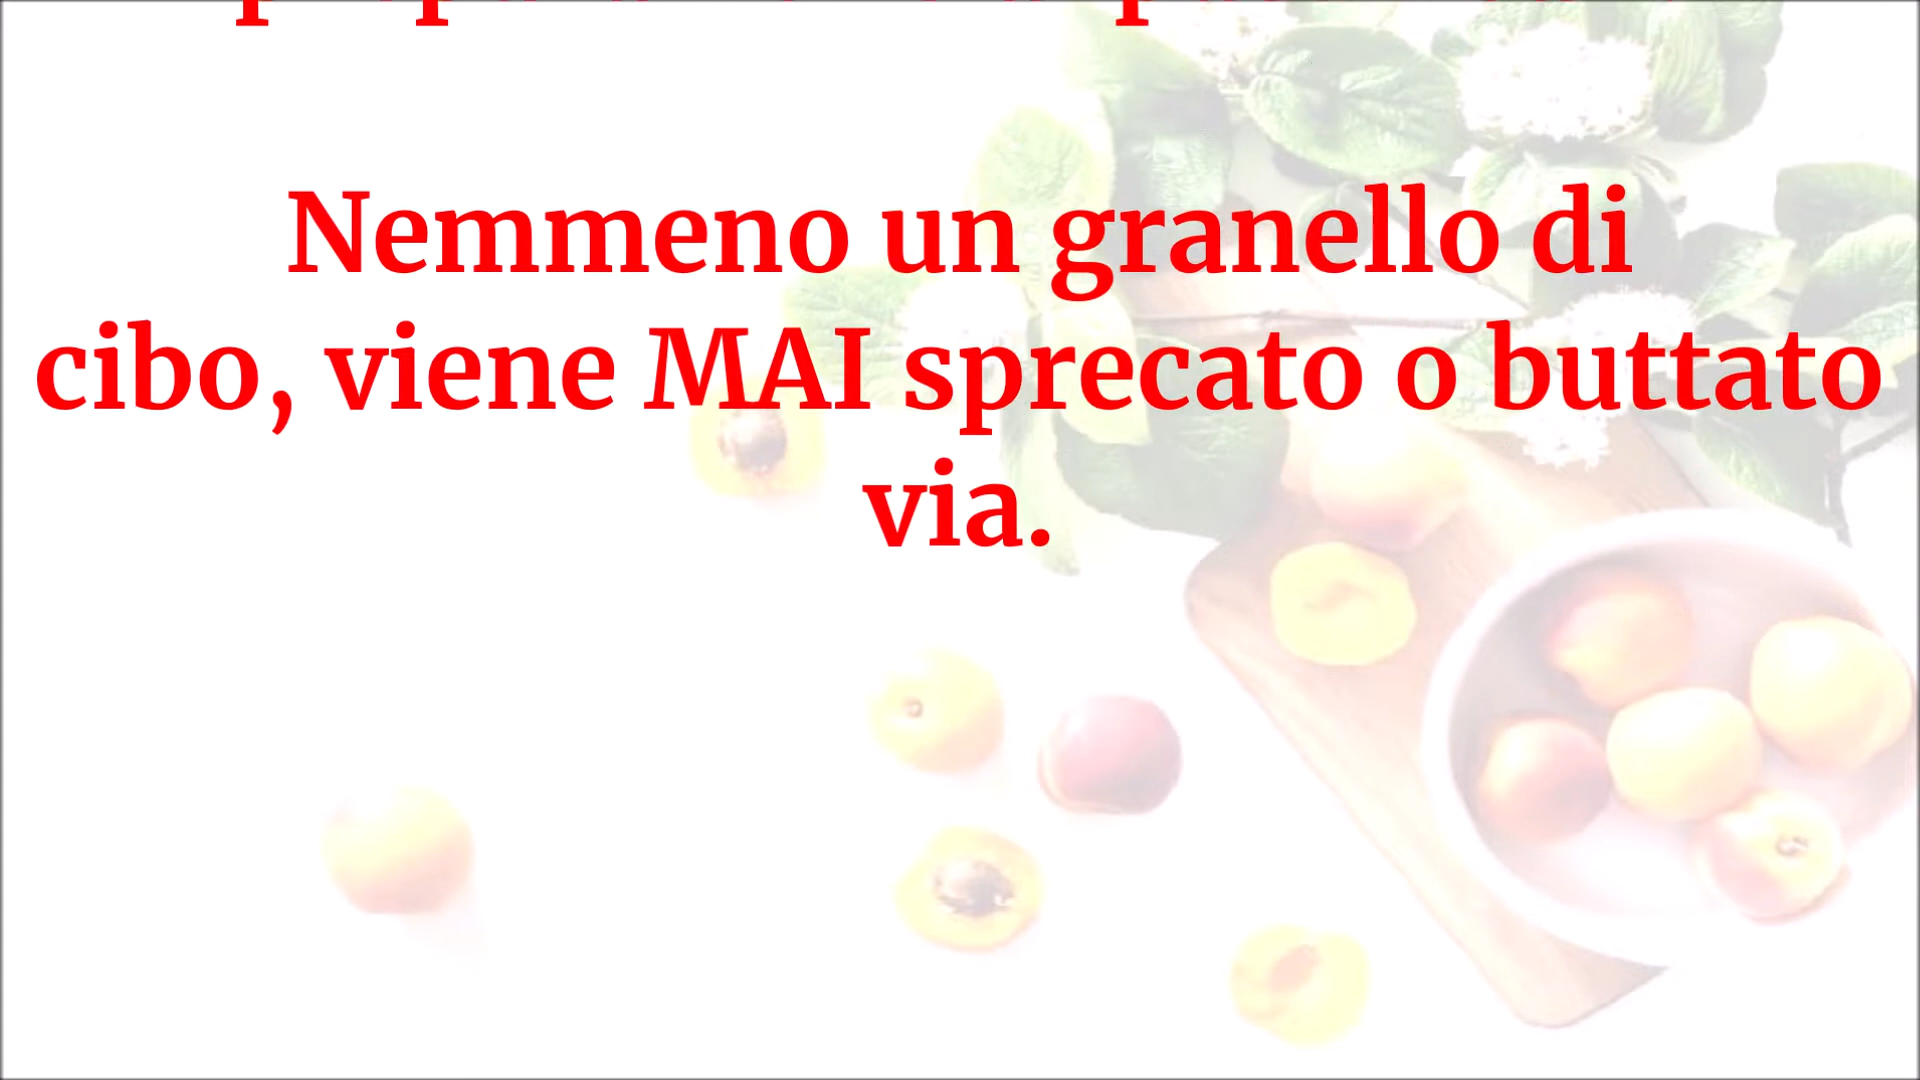 Nemmeno un granello di
cibo, viene MAI sprecato o buttato
via.